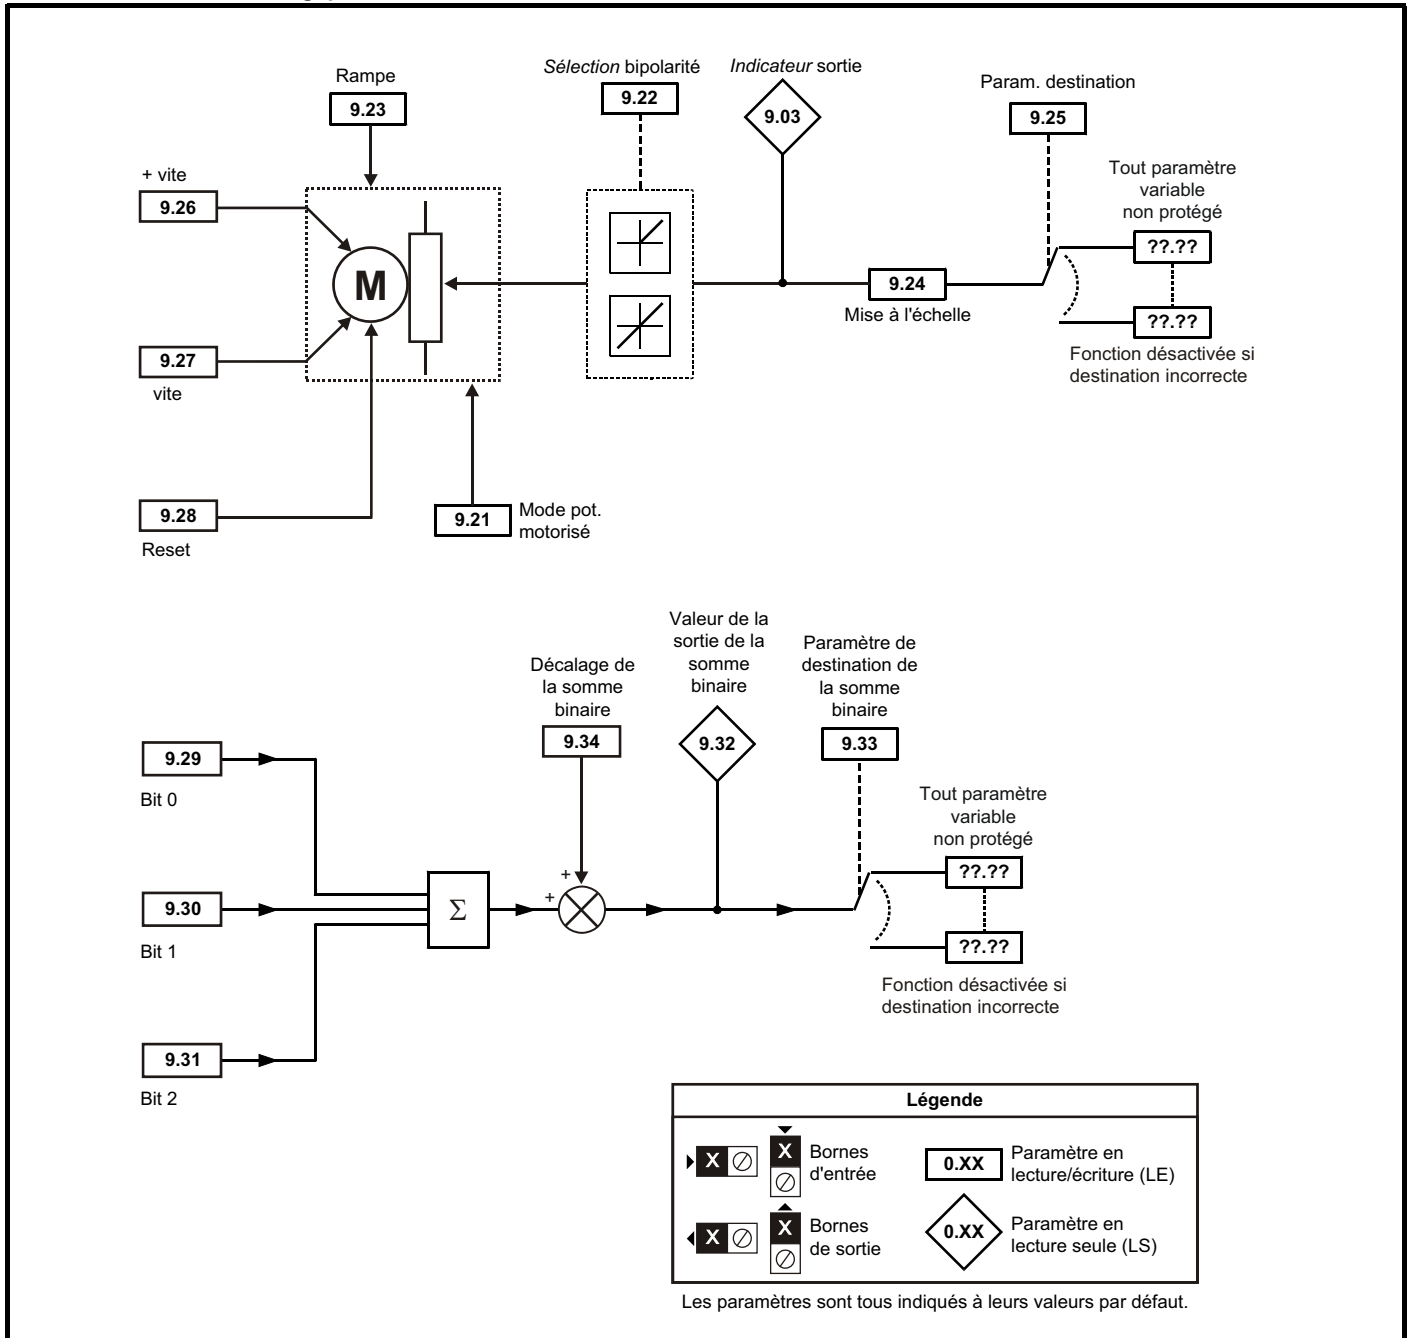 Rampe
9.23
Sélection bipolarité
9.22
Indicateur sortie
9.03
Param. destination
9.25
+ vite
9.26
Tout paramètre
variable
non protégé
??.??
M
9.24
Mise à l'échelle
??.??
9.27
vite
Fonction désactivée si
destination incorrecte
9.28
Reset
9.21
Mode pot.
motorisé
Décalage de
la somme
binaire
9.34
Valeur de la
sortie de la
somme
binaire
9.32
Paramètre de
destination de
la somme
binaire
9.33
9.29
Bit 0
Tout paramètre
variable
non protégé
??.??
+
+
9.30
Bit 1
Σ
??.??
Fonction désactivée si
destination incorrecte
9.31
Bit 2
Légende
X
X
Bornes
d'entrée
0.XX
Paramètre en
lecture/écriture (LE)
X
X
Bornes
de sortie
0.XX
Paramètre en
lecture seule (LS)
Les paramètres sont tous indiqués à leurs valeurs par défaut.